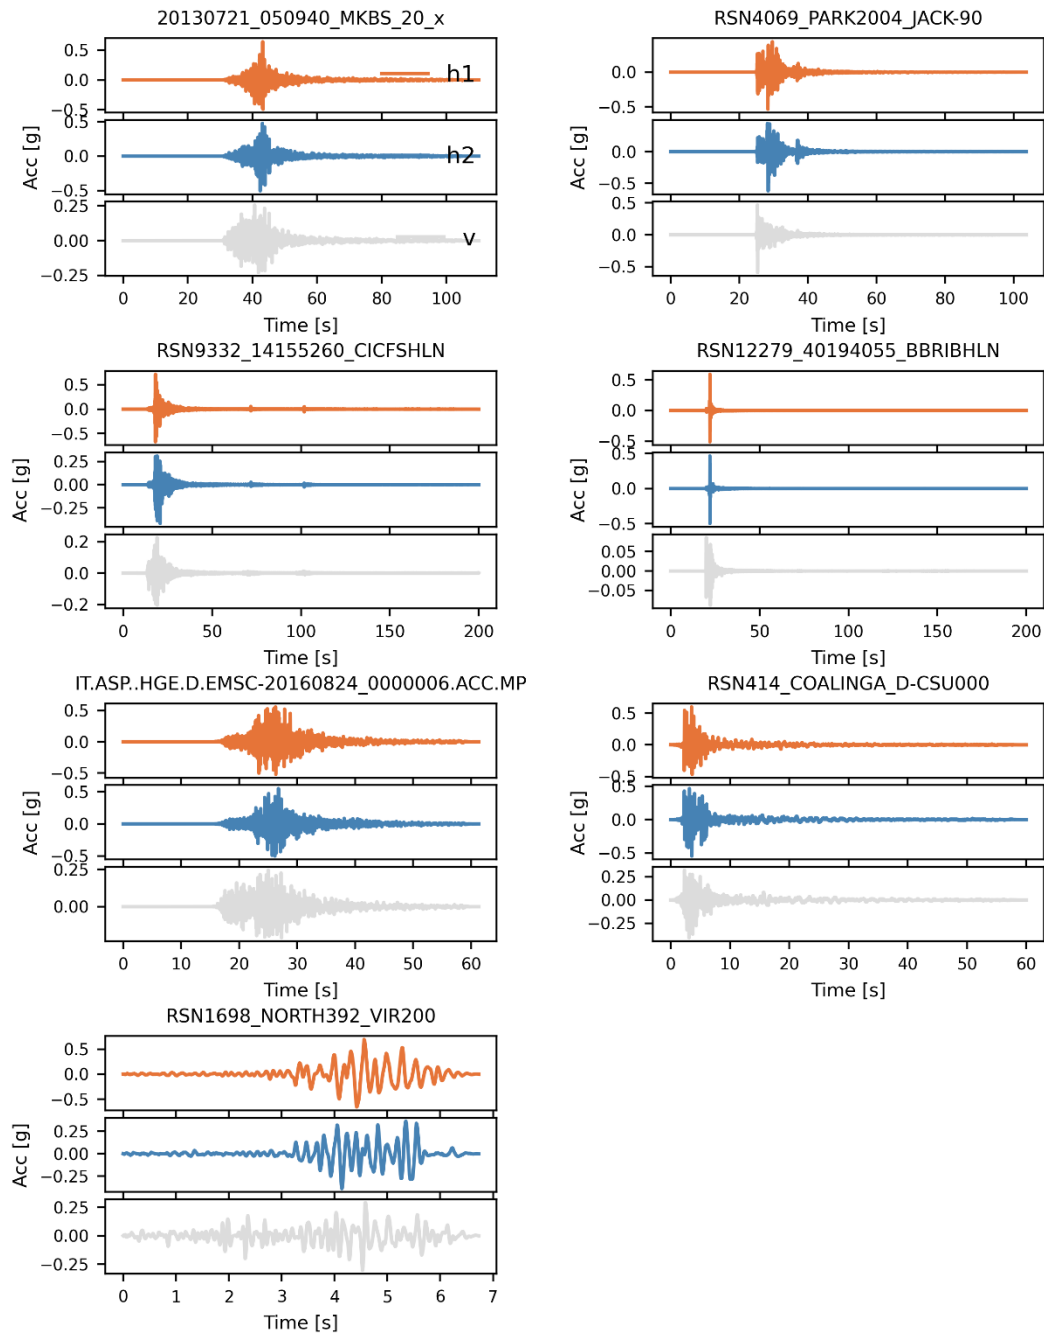 20130721_050940_MKBS_20_x
0.5
0.0
−0.5
h1
0.5
0.0
−0.5
h2
0.25
0.00
−0.25
v
Acc [g]
0 20 40 60 80 100
Time [s]
RSN4069_PARK2004_JACK-90
0.0
−0.5
0.0
−0.5
0.0
−0.5
Acc [g]
0 20 40 60 80 100
Time [s]
RSN9332_14155260_CICFSHLN
0.5
0.0
−0.5
0.25
0.00
−0.25
0.2
0.0
−0.2
Acc [g]
0 50 100 150 200
Time [s]
RSN12279_40194055_BBRIBHLN
0.5
0.0
−0.5
0.5
0.0
−0.5
0.05
0.00
−0.05
Acc [g]
0 50 100 150 200
Time [s]
IT.ASP..HGE.D.EMSC-20160824_0000006.ACC.MP
0.5
0.0
−0.5
0.5
0.0
−0.5
0.25
0.00
Acc [g]
0 10 20 30 40 50 60
Time [s]
RSN414_COALINGA_D-CSU000
0.5
0.0
−0.5
0.0
−0.5
0.25
0.00
−0.25
Acc [g]
0 10 20 30 40 50 60
Time [s]
RSN1698_NORTH392_VIR200
0.5
0.0
−0.5
0.25
0.00
−0.25
0.25
0.00
−0.25
Acc [g]
0 1 2 3 4 5 6 7
Time [s]